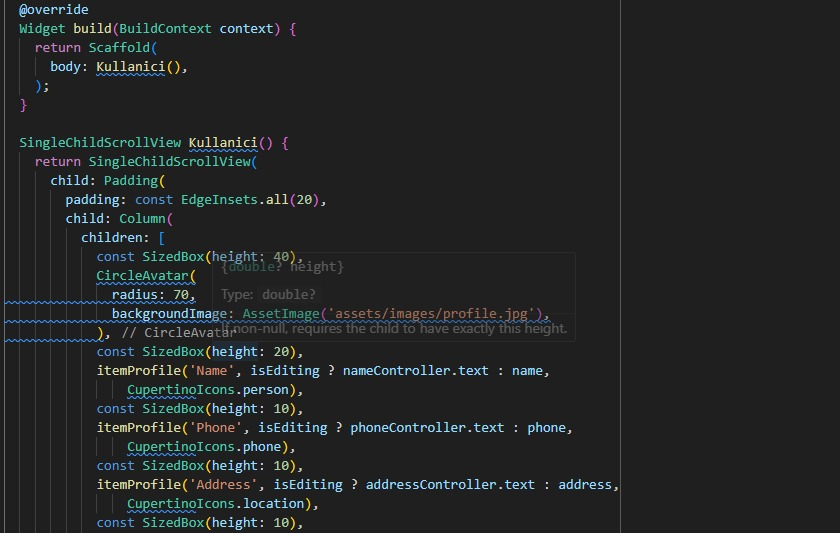 @override
Widget build(BuildContext context) {
return Scaffold(
body: Kullanici(),
);
}
SingleChildScrollView Kullanici() {
return SingleChildScrollView(
child: Padding(
padding: const EdgeInsets.all(20),
child: Column(
children: [
const SizedBox(height: 40),
{double? height}
CircleAvatar(
radius: 70,
Type: double?
backgroundImage: AssetImage('assets/images/profile.jpg'),
), // CircleAvatar
If non-null, requires the child to have exactly this height.
const SizedBox(height: 20),
itemProfile('Name', isEditing ? nameController.text : name,
CupertinoIcons.person),
const SizedBox(height: 10),
itemProfile('Phone', isEditing ? phoneController.text : phone,
CupertinoIcons.phone),
const SizedBox(height: 10),
itemProfile('Address', isEditing ? addressController.text : address,
CupertinoIcons.location),
const SizedBox(height: 10),